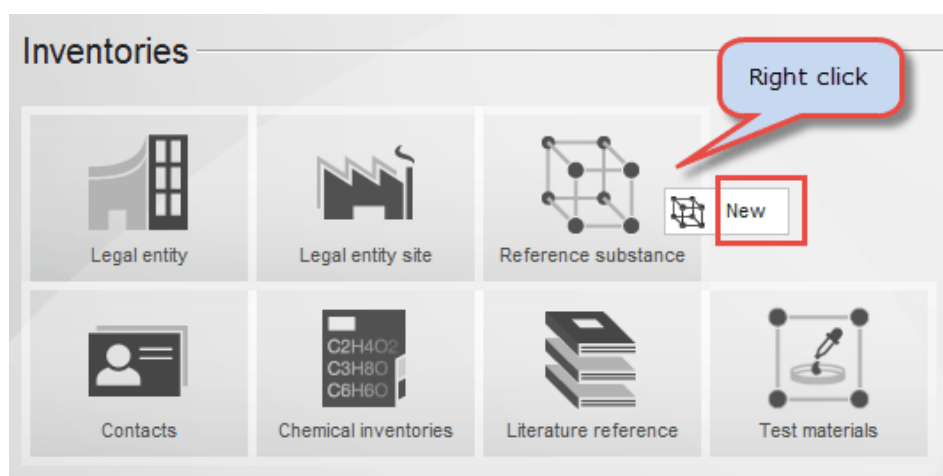 Inventories
Right click
New
Legal entity
Legal entity site
Reference substance
C2H4O2
C3H8O
C6H6O
Contacts
Chemical inventories
Literature reference
Test materials